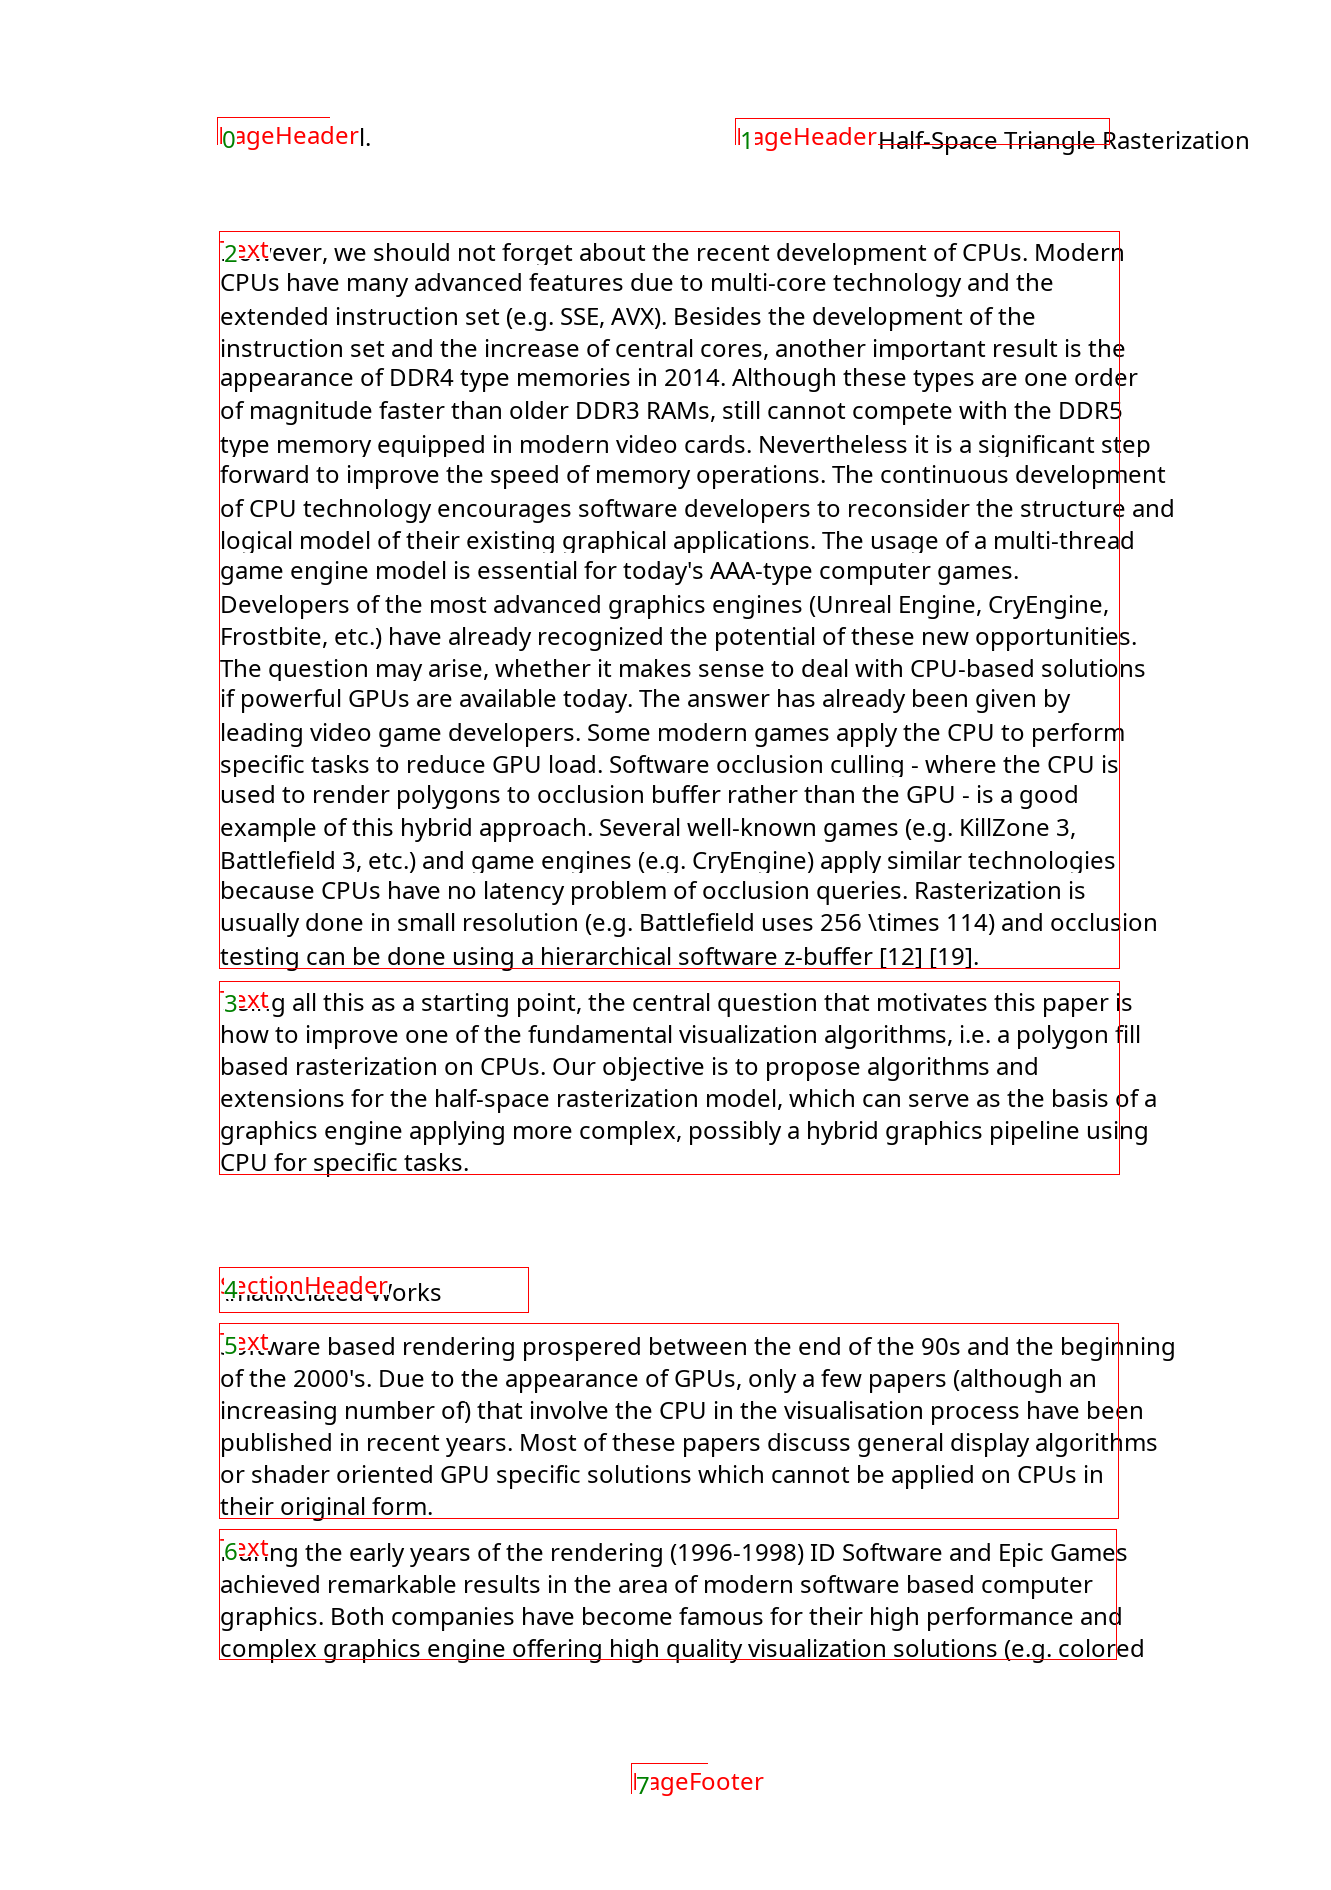 0 ageHeader l.
1 ageHeader Half-Space Triangle Rasterization
2 ext ever, we should not forget about the recent development of CPUs. Modern
CPUs have many advanced features due to multi-core technology and the
extended instruction set (e.g. SSE, AVX). Besides the development of the
instruction set and the increase of central cores, another important result is the
appearance of DDR4 type memories in 2014. Although these types are one order
of magnitude faster than older DDR3 RAMs, still cannot compete with the DDR5
type memory equipped in modern video cards. Nevertheless it is a significant step
forward to improve the speed of memory operations. The continuous development
of CPU technology encourages software developers to reconsider the structure and
logical model of their existing graphical applications. The usage of a multi-thread
game engine model is essential for today's AAA-type computer games.
Developers of the most advanced graphics engines (Unreal Engine, CryEngine,
Frostbite, etc.) have already recognized the potential of these new opportunities.
The question may arise, whether it makes sense to deal with CPU-based solutions
if powerful GPUs are available today. The answer has already been given by
leading video game developers. Some modern games apply the CPU to perform
specific tasks to reduce GPU load. Software occlusion culling - where the CPU is
used to render polygons to occlusion buffer rather than the GPU - is a good
example of this hybrid approach. Several well-known games (e.g. KillZone 3,
Battlefield 3, etc.) and game engines (e.g. CryEngine) apply similar technologies
because CPUs have no latency problem of occlusion queries. Rasterization is
usually done in small resolution (e.g. Battlefield uses 256 \times 114) and occlusion
testing can be done using a hierarchical software z-buffer [12] [19].
3 ext g all this as a starting point, the central question that motivates this paper is
how to improve one of the fundamental visualization algorithms, i.e. a polygon fill
based rasterization on CPUs. Our objective is to propose algorithms and
extensions for the half-space rasterization model, which can serve as the basis of a
graphics engine applying more complex, possibly a hybrid graphics pipeline using
CPU for specific tasks.
4 ectionHeader Works
5 ext ware based rendering prospered between the end of the 90s and the beginning
of the 2000's. Due to the appearance of GPUs, only a few papers (although an
increasing number of) that involve the CPU in the visualisation process have been
published in recent years. Most of these papers discuss general display algorithms
or shader oriented GPU specific solutions which cannot be applied on CPUs in
their original form.
6 ext ng the early years of the rendering (1996-1998) ID Software and Epic Games
achieved remarkable results in the area of modern software based computer
graphics. Both companies have become famous for their high performance and
complex graphics engine offering high quality visualization solutions (e.g. colored
7 ageFooter